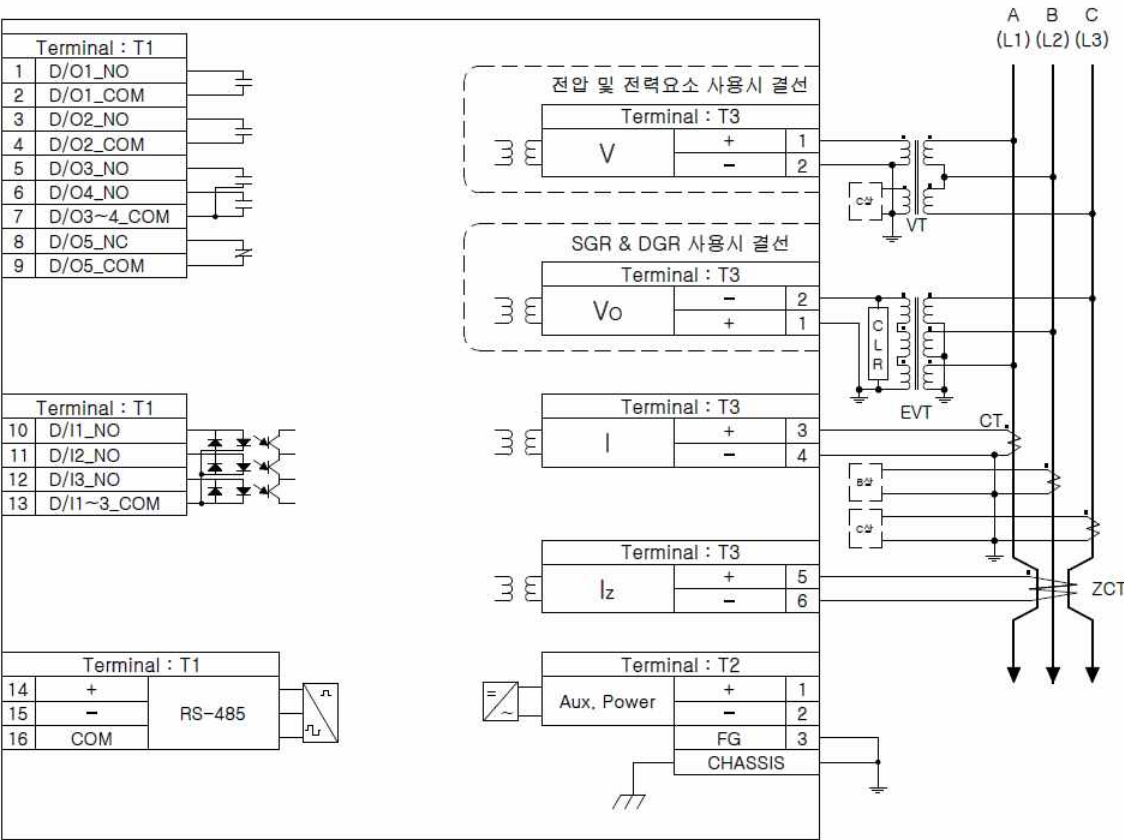 A B C
(L1) (L2) (L3)
Terminal : T1
1 D/O1_NO
2 D/O1_COM
3 D/O2_NO
4 D/O2_COM
5 D/O3_NO
6 D/O4_NO
7 D/O3~4_COM
8 D/O5_NC
9 D/O5_COM
전압 및 전력요소 사용시 결선
Terminal : T3
V + 1
− 2
C상
VT
SGR & DGR 사용시 결선
Terminal : T3
Vo − 2
+ 1
C
L
R
EVT
Terminal : T1
10 D/I1_NO
11 D/I2_NO
12 D/I3_NO
13 D/I1~3_COM
Terminal : T3
I + 3
− 4
CT
B상
C상
Terminal : T3
Iz + 5
− 6
ZCT
Terminal : T1
14 +
15 − RS-485
16 COM
= ~
Terminal : T2
Aux. Power + 1
− 2
FG 3
CHASSIS